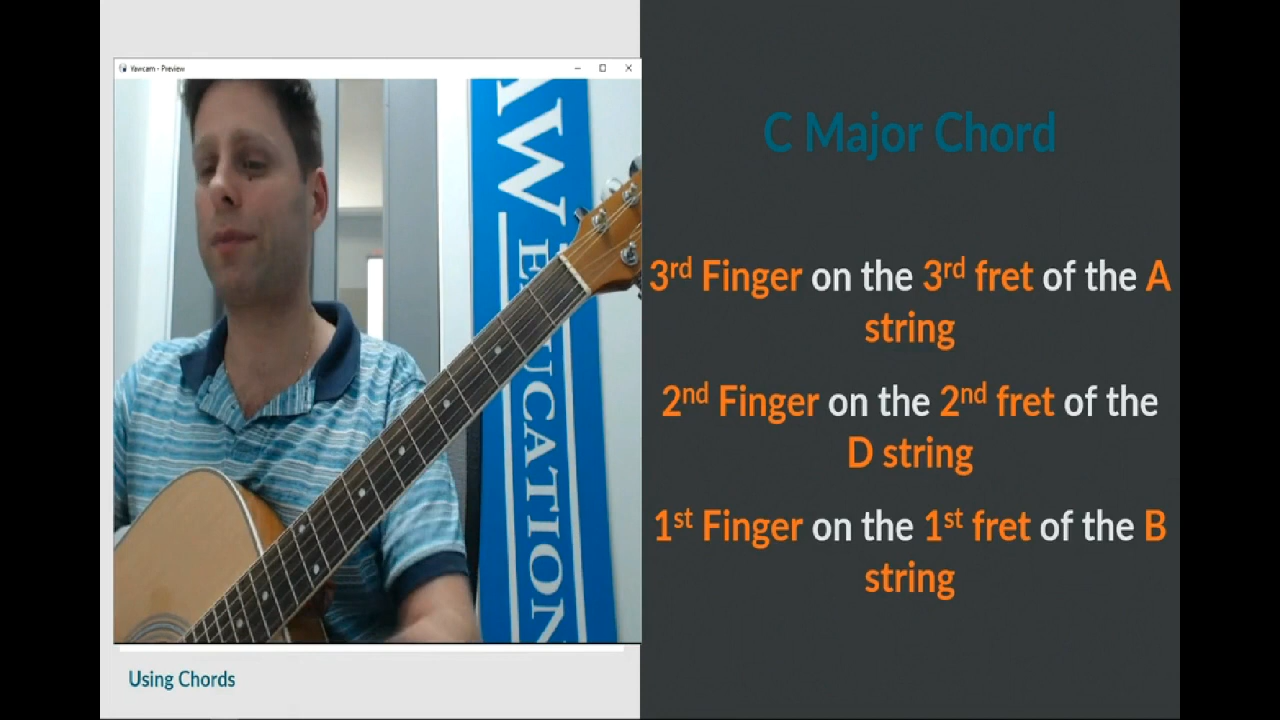 Yawcam - Preview
W
EDUCATION
Using Chords
C Major Chord
3rd Finger on the 3rd fret of the A
string
2nd Finger on the 2nd fret of the
D string
1st Finger on the 1st fret of the B
string